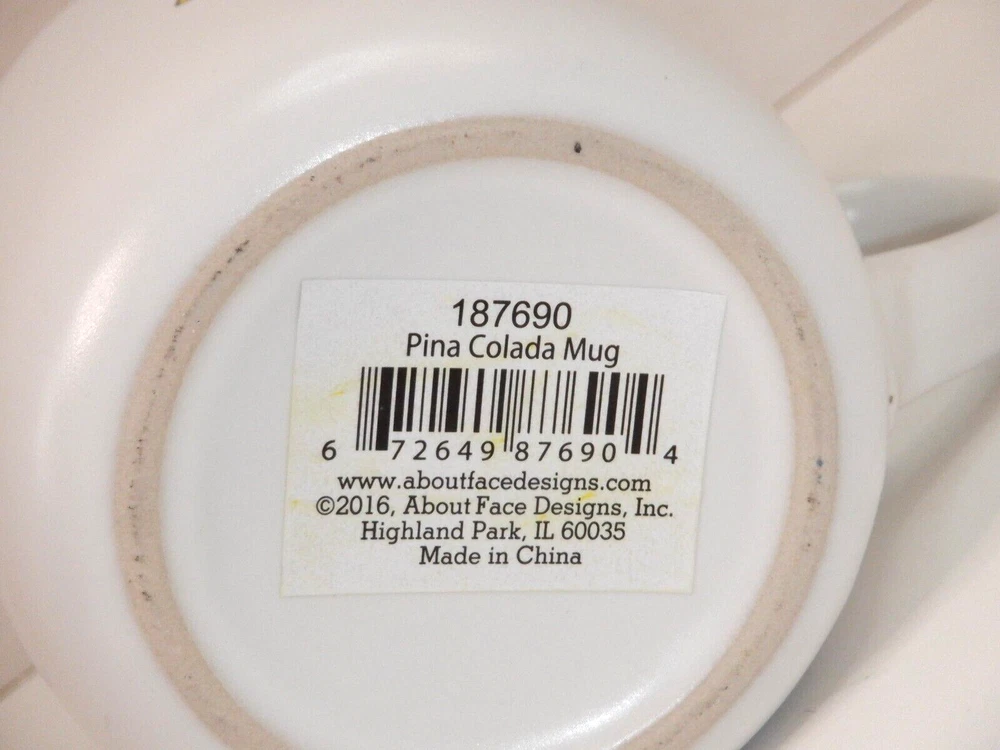 187690
Pina Colada Mug
6 72649 87690 4
www.aboutfacedesigns.com
©2016, About Face Designs, Inc.
Highland Park, IL 60035
Made in China